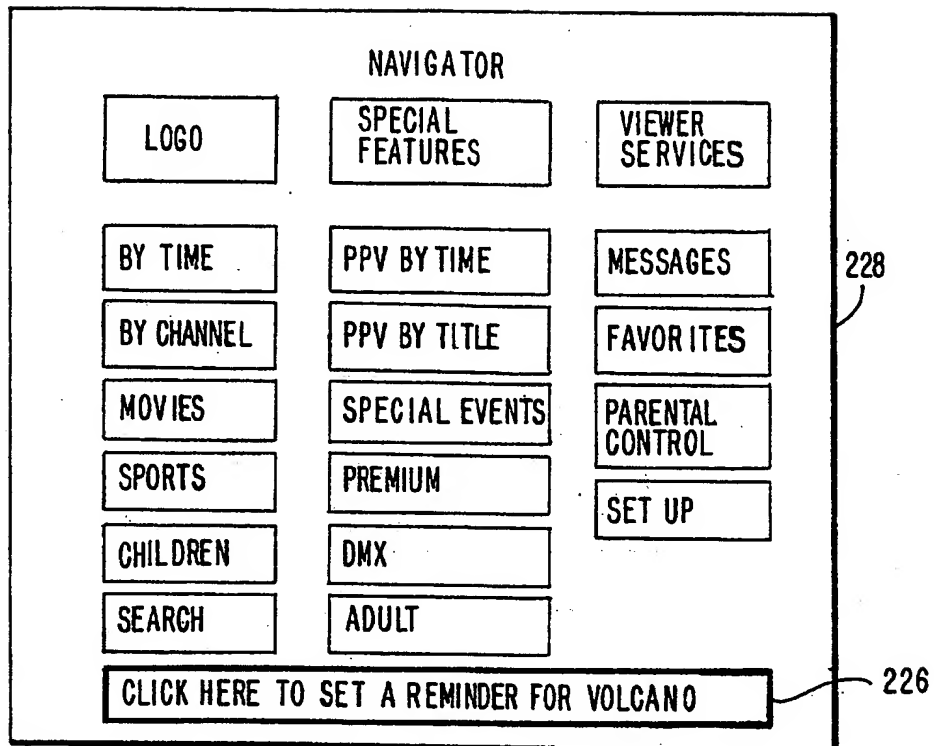 NAVIGATOR
LOGO
SPECIAL
FEATURES
VIEWER
SERVICES
BY TIME
PPV BY TIME
MESSAGES
BY CHANNEL
PPV BY TITLE
FAVORITES
MOVIES
SPECIAL EVENTS
PARENTAL
CONTROL
SPORTS
PREMIUM
SET UP
CHILDREN
DMX
SEARCH
ADULT
CLICK HERE TO SET A REMINDER FOR VOLCANO
228
226